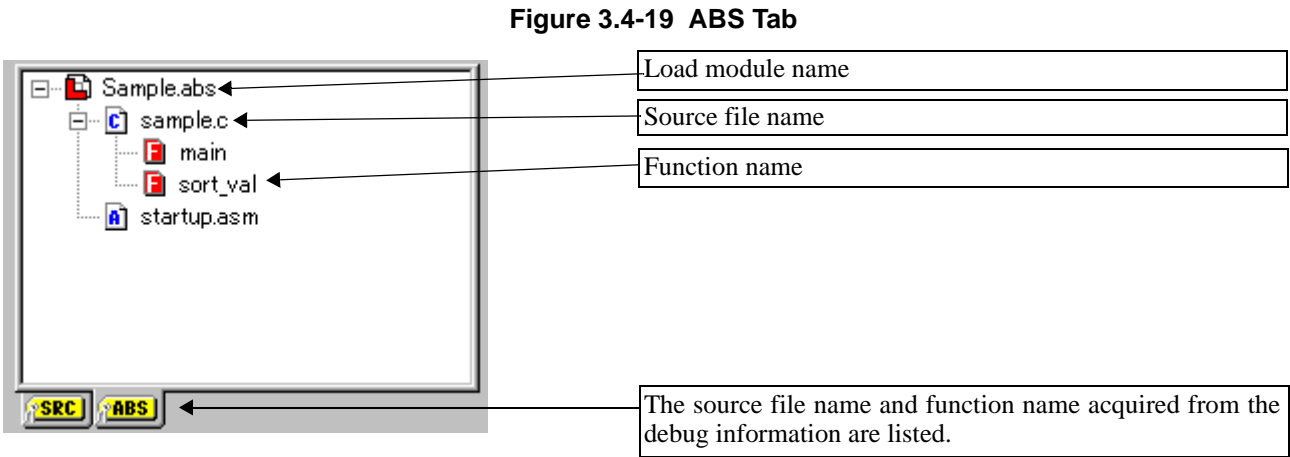 Figure 3.4-19 ABS Tab
Sample.abs
Load module name
sample.c
Source file name
main
Function name
sort_val
startup.asm
SRC
ABS
The source file name and function name acquired from the
debug information are listed.